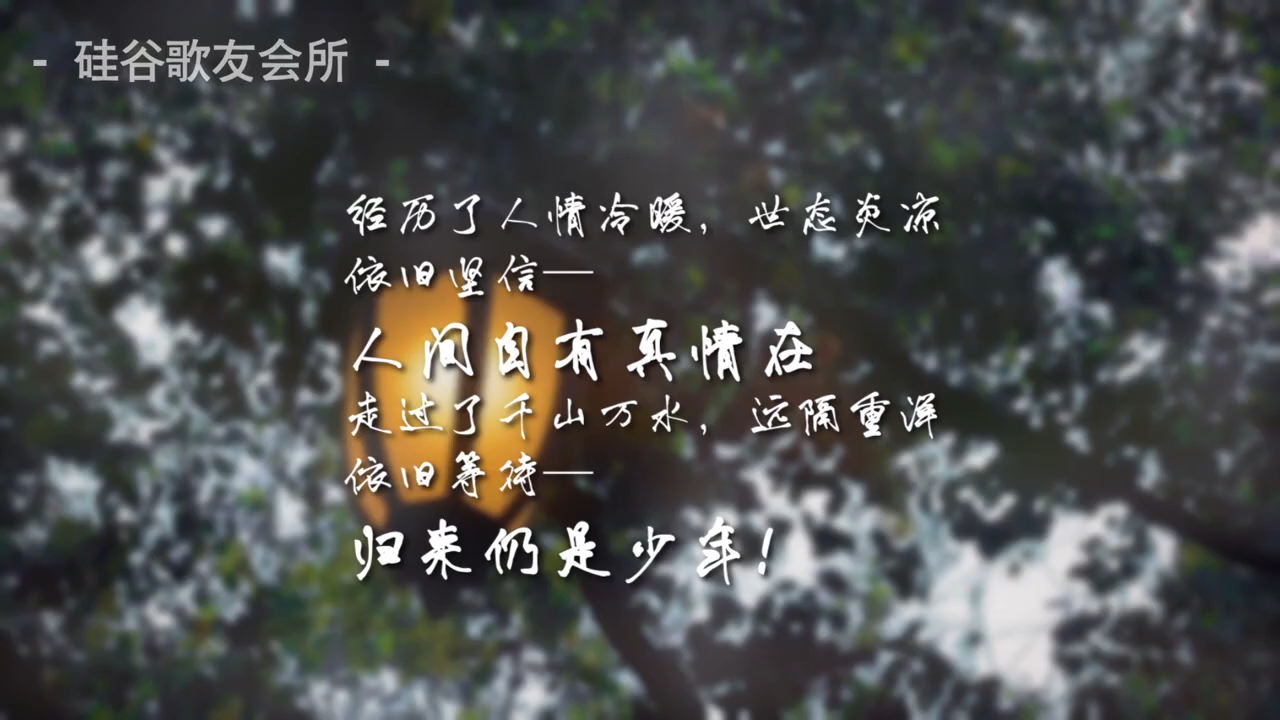 - 硅谷歌友会所 -
经历了人情冷暖，世态炎凉
依旧坚信——
人间自有真情在
走过了千山万水，远隔重洋
依旧等待——
归来仍是少年！